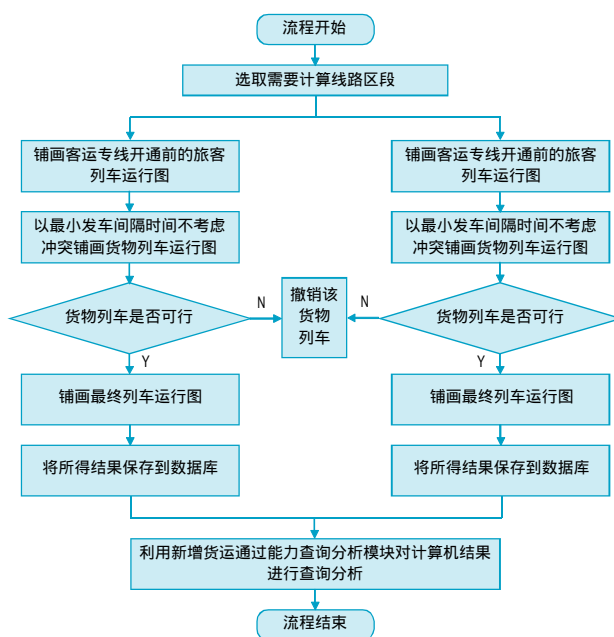 流程开始
选取需要计算线路区段
铺画客运专线开通前的旅客
列车运行图
铺画客运专线开通前的旅客
列车运行图
以最小发车间隔时间不考虑
冲突铺画货物列车运行图
以最小发车间隔时间不考虑
冲突铺画货物列车运行图
货物列车是否可行
N
撤销该
货物
列车
N
货物列车是否可行
Y
Y
铺画最终列车运行图
铺画最终列车运行图
将所得结果保存到数据库
将所得结果保存到数据库
利用新增货运通过能力查询分析模块对计算机结果
进行查询分析
流程结束